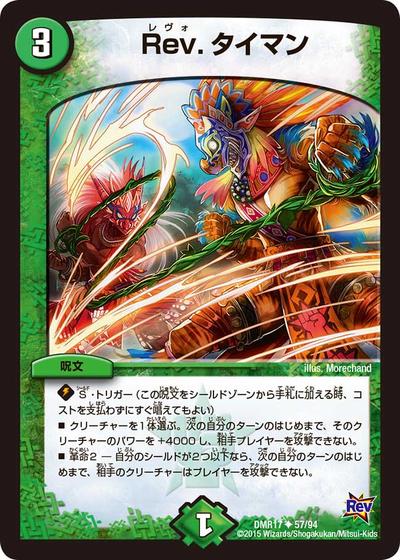 3
レヴォ
Rev. タイマン
illus. Morechand
呪文
S・トリガー(この呪文をシールドゾーンから手札に加える時、コ
ストを支払わずにすぐ唱えてもよい)
■ クリーチャーを1体選ぶ。次の自分のターンのはじめまで、そのク
リーチャーのパワーを+4000し、相手プレイヤーを攻撃できない。
■ 革命2 ― 自分のシールドが2つ以下なら、次の自分のターンのはじ
めまで、相手のクリーチャーはプレイヤーを攻撃できない。
Rev
DMR17 ◆ 57/94
©2015 Wizards/Shogakukan/Mitsui-Kids